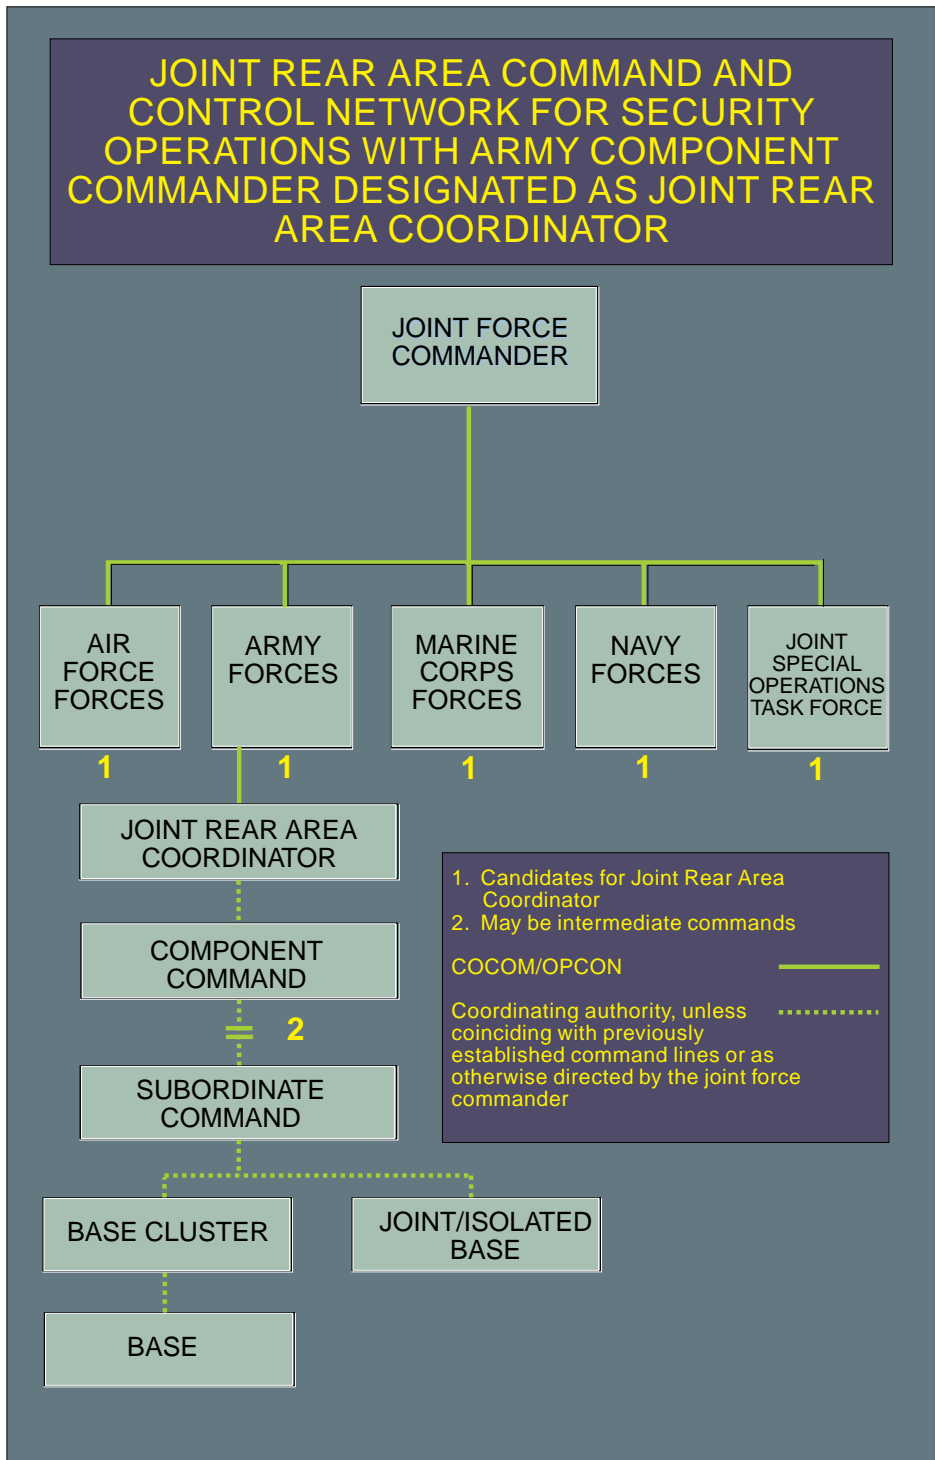 JOINT REAR AREA COMMAND AND
CONTROL NETWORK FOR SECURITY
OPERATIONS WITH ARMY COMPONENT
COMMANDER DESIGNATED AS JOINT REAR
AREA COORDINATOR
JOINT FORCE
COMMANDER
AIR
FORCE
FORCES
ARMY
FORCES
MARINE
CORPS
FORCES
NAVY
FORCES
JOINT
SPECIAL
OPERATIONS
TASK FORCE
1
1
1
1
1
JOINT REAR AREA
COORDINATOR
COMPONENT
COMMAND
2
SUBORDINATE
COMMAND
BASE CLUSTER
JOINT/ISOLATED
BASE
BASE
1. Candidates for Joint Rear Area
Coordinator
2. May be intermediate commands
COCOM/OPCON
Coordinating authority, unless
coinciding with previously
established command lines or as
otherwise directed by the joint force
commander